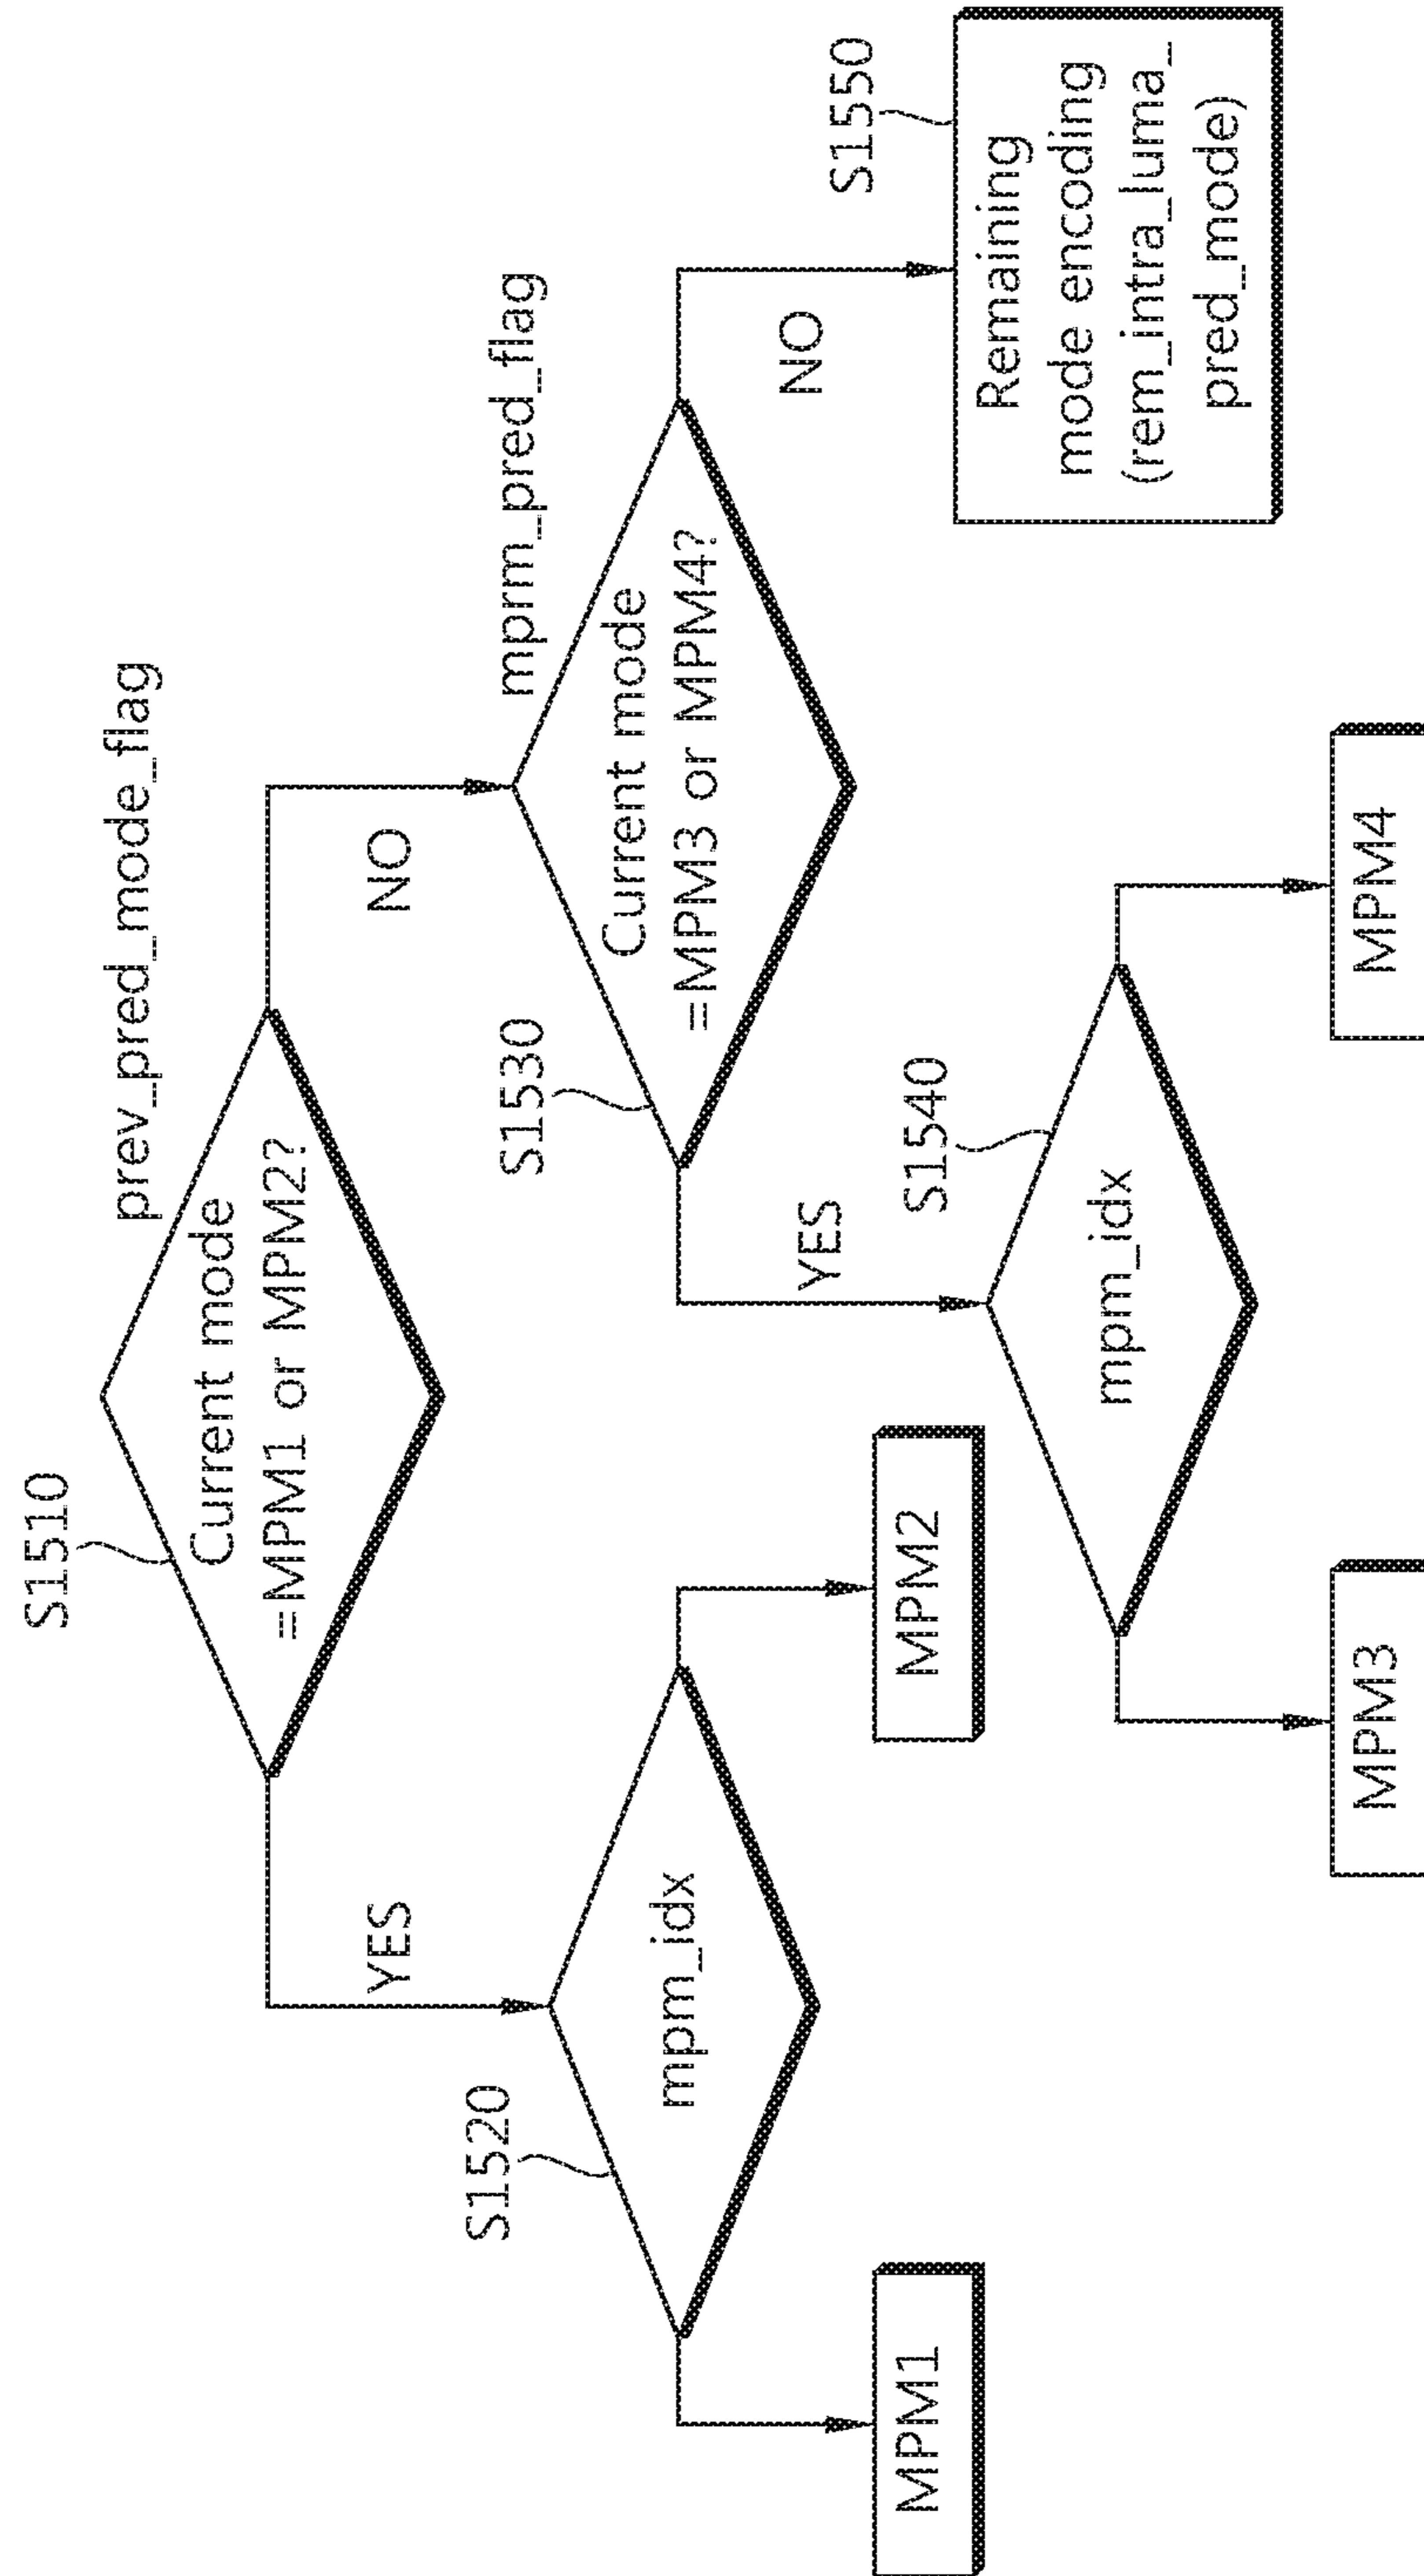 S1510
prev_pred_mode_flag
Current mode
=MPM1 or MPM2?
YES
NO
S1520
mpm_idx
MPM1
MPM2
S1530
mprm_pred_flag
Current mode
=MPM3 or MPM4?
YES
NO
S1540
mpm_idx
MPM3
MPM4
S1550
Remaining
mode encoding
(rem_intra_luma_
pred_mode)